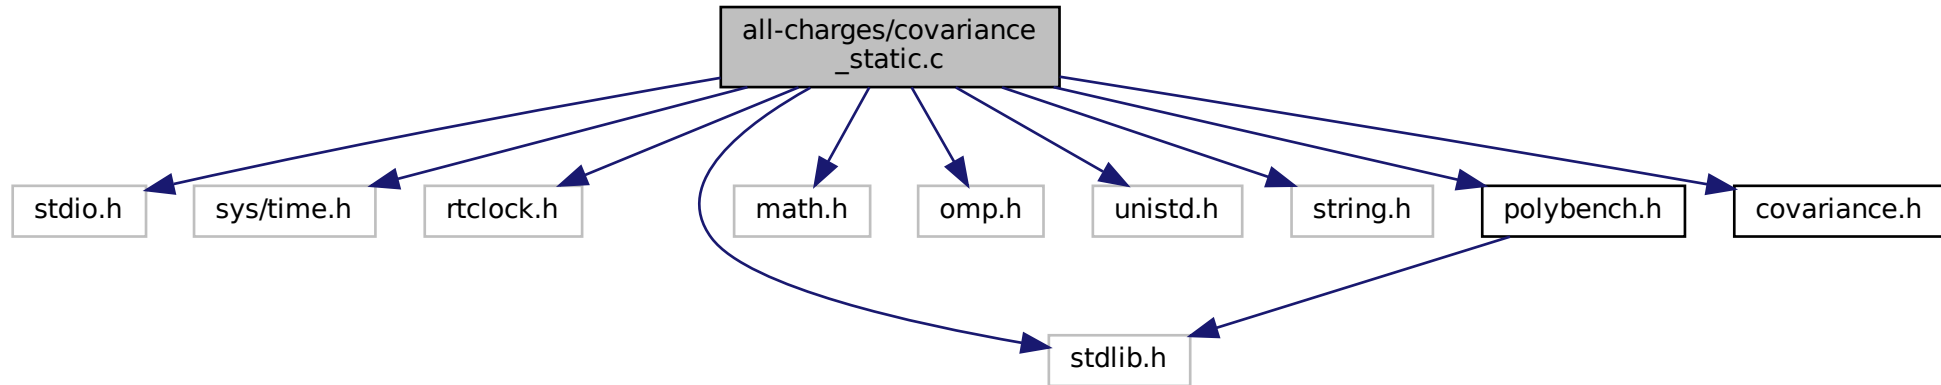 all-charges/covariance
_static.c
stdio.h
sys/time.h
rtclock.h
math.h
omp.h
unistd.h
string.h
polybench.h
covariance.h
stdlib.h